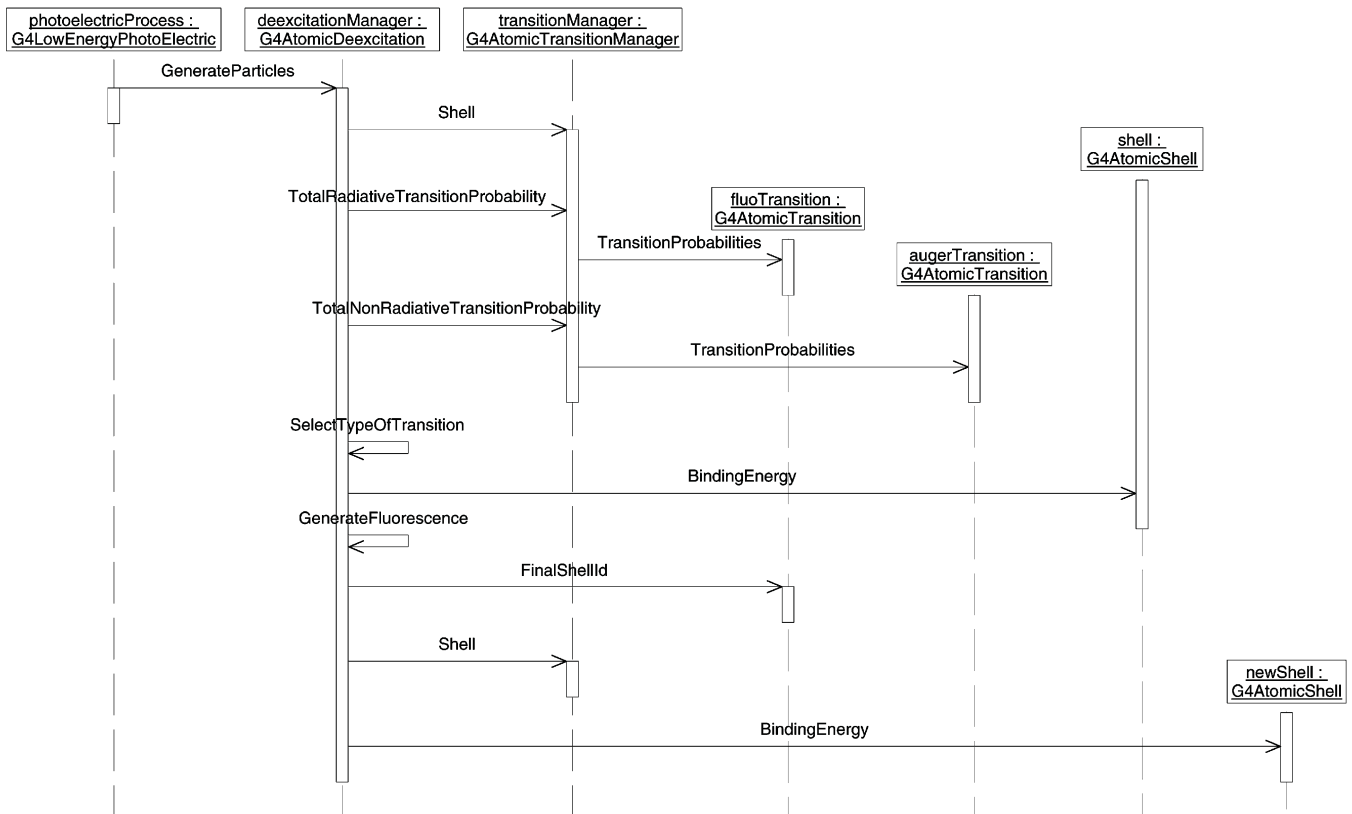 photoelectricProcess :
G4LowEnergyPhotoElectric
deexcitationManager :
G4AtomicDeexcitation
transitionManager :
G4AtomicTransitionManager
GenerateParticles
Shell
shell :
G4AtomicShell
TotalRadiativeTransitionProbability
fluoTransition :
G4AtomicTransition
TransitionProbabilities
augerTransition :
G4AtomicTransition
TotalNonRadiativeTransitionProbability
TransitionProbabilities
SelectTypeOfTransition
BindingEnergy
GenerateFluorescence
FinalShellId
Shell
newShell :
G4AtomicShell
BindingEnergy